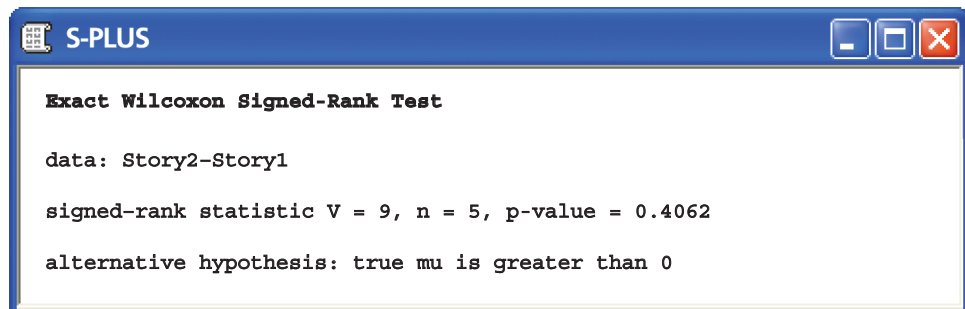 S-PLUS
Exact Wilcoxon Signed-Rank Test
data: Story2–Story1
signed–rank statistic V = 9, n = 5, p-value = 0.4062
alternative hypothesis: true mu is greater than 0